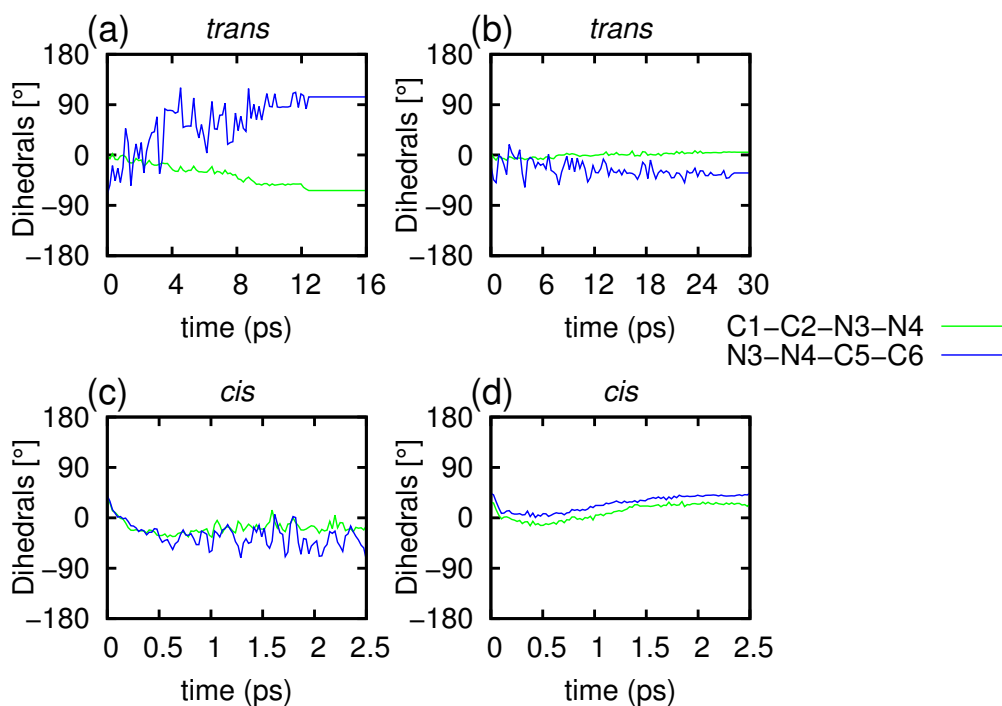 (a) trans
180
90
0
−90
−180
Dihedrals [°]
0 4 8 12 16
time (ps)
(b) trans
180
90
0
−90
−180
Dihedrals [°]
0 6 12 18 24 30
time (ps)
C1−C2−N3−N4
N3−N4−C5−C6
(c) cis
180
90
0
−90
−180
Dihedrals [°]
0 0.5 1 1.5 2 2.5
time (ps)
(d) cis
180
90
0
−90
−180
Dihedrals [°]
0 0.5 1 1.5 2 2.5
time (ps)